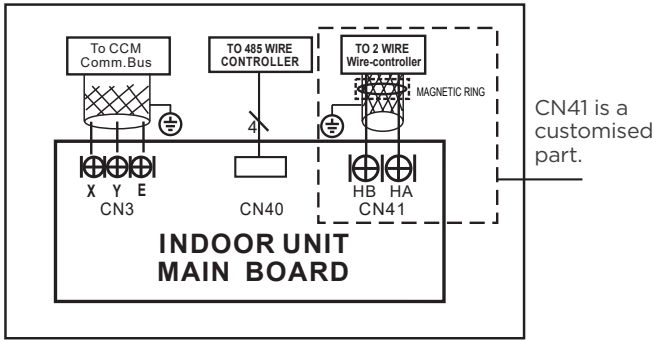 To CCM
Comm.Bus
TO 485 WIRE
CONTROLLER
TO 2 WIRE
Wire-controller
MAGNETIC RING
4
CN41 is a
customised
part.
X Y E
HB HA
CN3
CN40
CN41
INDOOR UNIT
MAIN BOARD